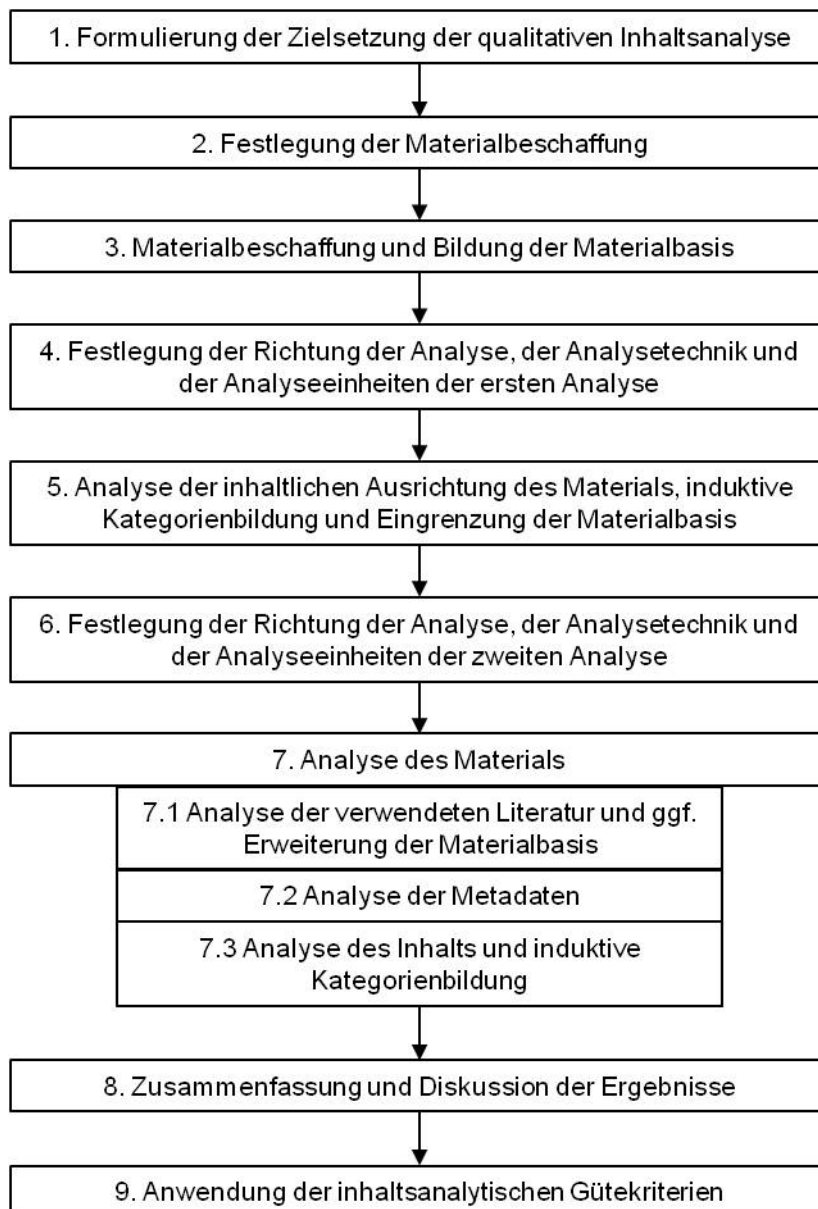 1. Formulierung der Zielsetzung der qualitativen Inhaltsanalyse
2. Festlegung der Materialbeschaffung
3. Materialbeschaffung und Bildung der Materialbasis
4. Festlegung der Richtung der Analyse, der Analysetechnik und
der Analyseeinheiten der ersten Analyse
5. Analyse der inhaltlichen Ausrichtung des Materials, induktive
Kategorienbildung und Eingrenzung der Materialbasis
6. Festlegung der Richtung der Analyse, der Analysetechnik und
der Analyseeinheiten der zweiten Analyse
7. Analyse des Materials
7.1 Analyse der verwendeten Literatur und ggf.
Erweiterung der Materialbasis
7.2 Analyse der Metadaten
7.3 Analyse des Inhalts und induktive
Kategorienbildung
8. Zusammenfassung und Diskussion der Ergebnisse
9. Anwendung der inhaltsanalytischen Gütekriterien